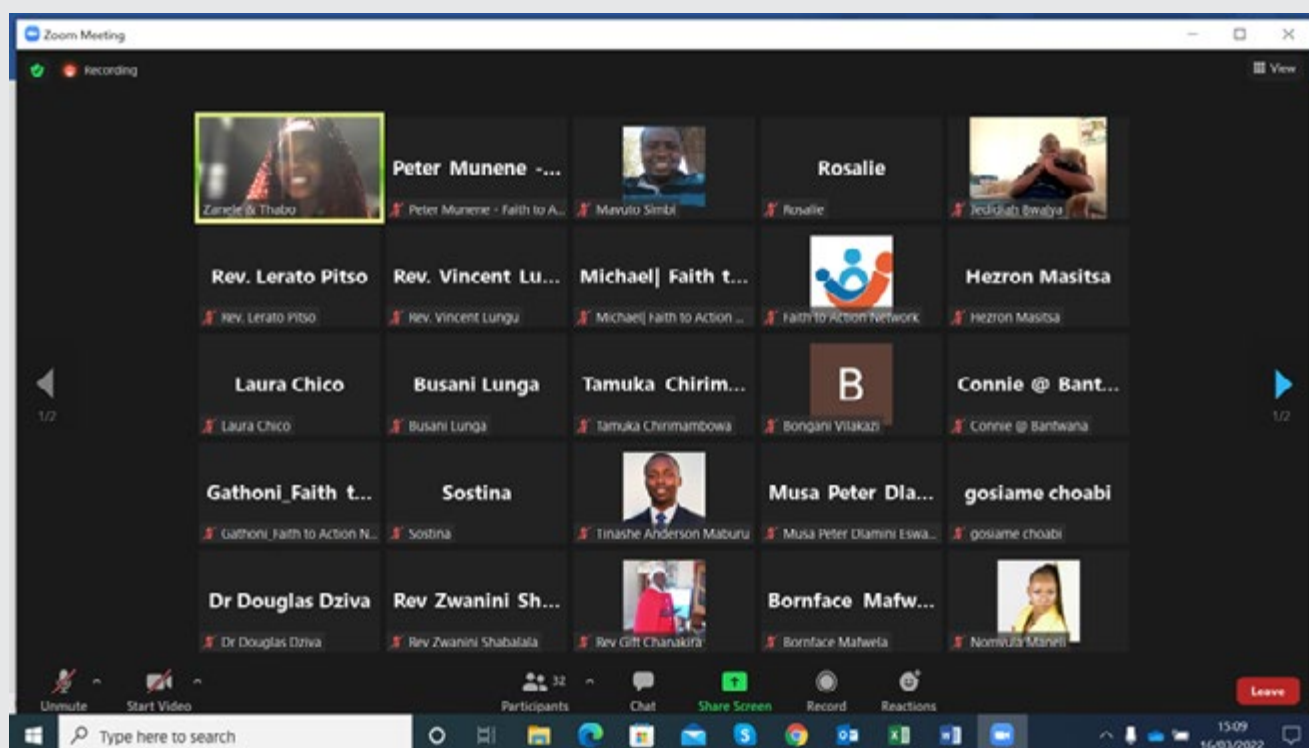 Zoom Meeting
Recording
View
Zanele & Thabo
Peter Munene -...
Peter Munene - Faith to A...
Mavuto Simbi
Rosalie
Rosalie
Jedidiah Bwalya
Rev. Lerato Pitso
Rev. Lerato Pitso
Rev. Vincent Lu...
Rev. Vincent Lungu
Michael| Faith t...
Michael| Faith to Action ...
Faith to Action Network
Hezron Masitsa
Hezron Masitsa
1/2
Laura Chico
Laura Chico
Busani Lunga
Busani Lunga
Tamuka Chirim...
Tamuka Chirimambowa
B
Bongani Vilakazi
Connie @ Bant...
Connie @ Bantwana
1/2
Gathoni_Faith t...
Gathoni_Faith to Action N...
Sostina
Sostina
Tinashe Anderson Maburu
Musa Peter Dla...
Musa Peter Dlamini Eswa...
gosiame choabi
gosiame choabi
Dr Douglas Dziva
Dr Douglas Dziva
Rev Zwanini Sh...
Rev Zwanini Shabalala
Rev Gift Chanakira
Bornface Mafw...
Bornface Mafwela
Nomvula Maneli
Unmute
Start Video
32
Participants
Chat
Share Screen
Record
Reactions
Leave
Type here to search
15:09
16/03/2022